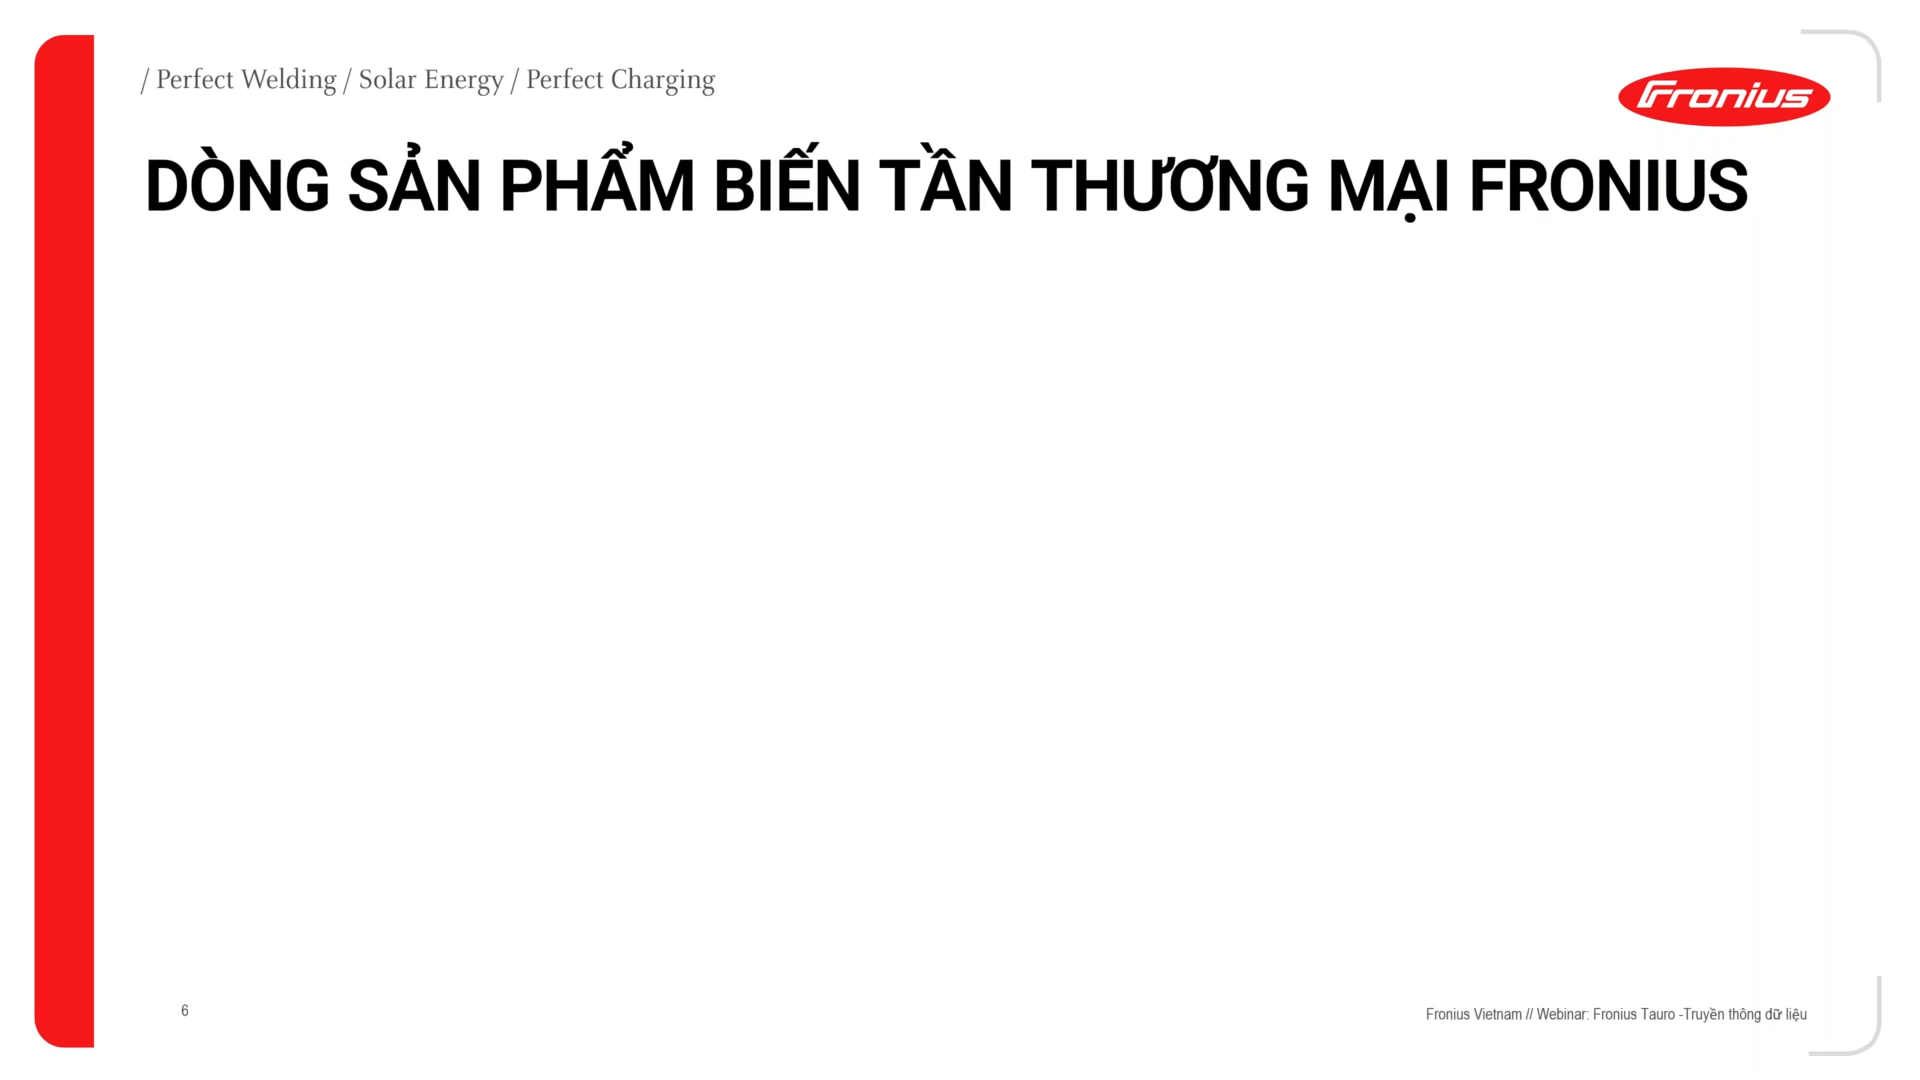 / Perfect Welding / Solar Energy / Perfect Charging
Fronius
DÒNG SẢN PHẨM BIẾN TẦN THƯƠNG MẠI FRONIUS
6
Fronius Vietnam // Webinar: Fronius Tauro -Truyền thông dữ liệu